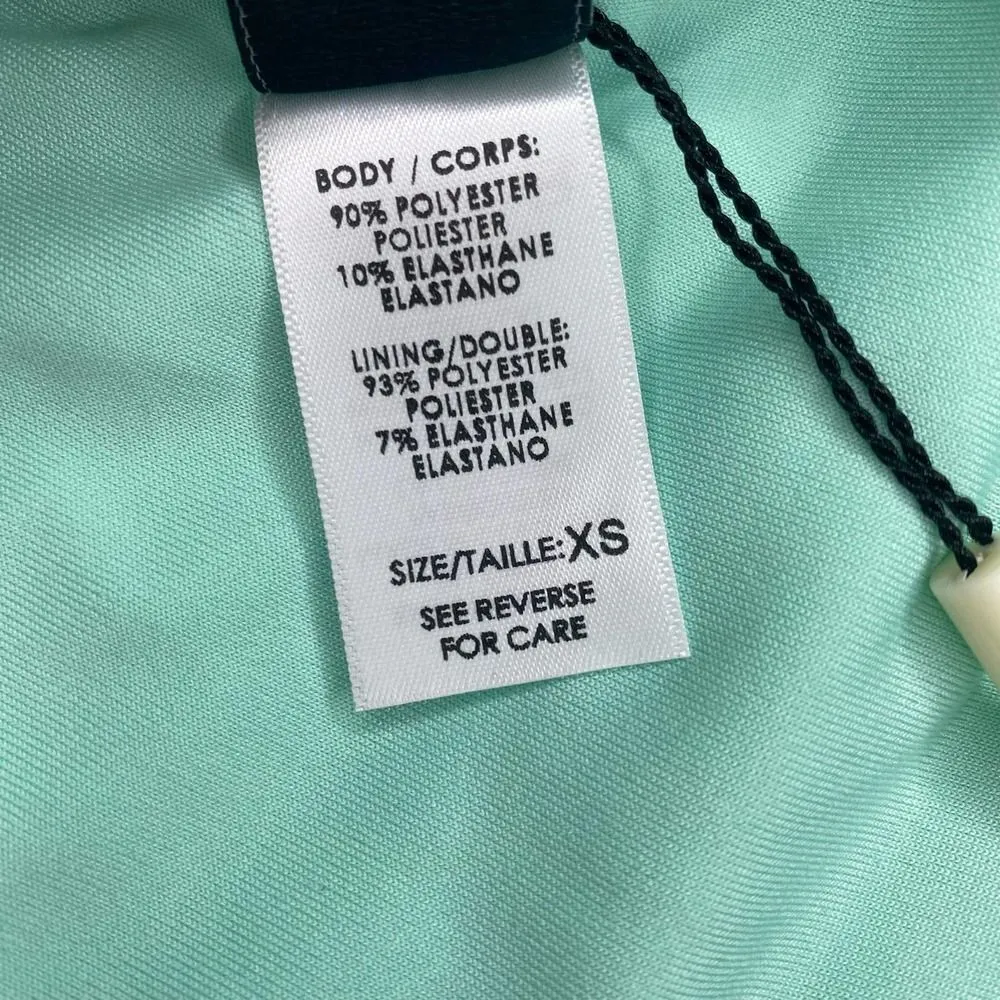 BODY / CORPS:
90% POLYESTER
POLIESTER
10% ELASTHANE
ELASTANO
LINING/DOUBLE:
93% POLYESTER
POLIESTER
7% ELASTHANE
ELASTANO
SIZE/TAILLE:XS
SEE REVERSE
FOR CARE